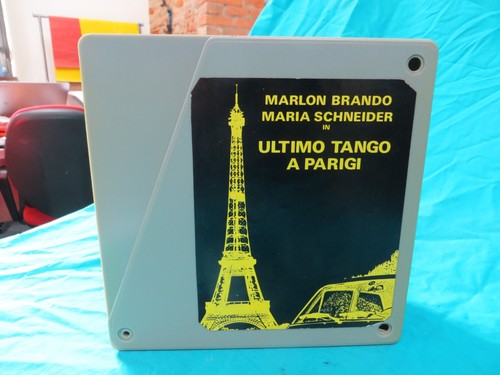 MARLON BRANDO
MARIA SCHNEIDER
IN
ULTIMO TANGO
A PARIGI